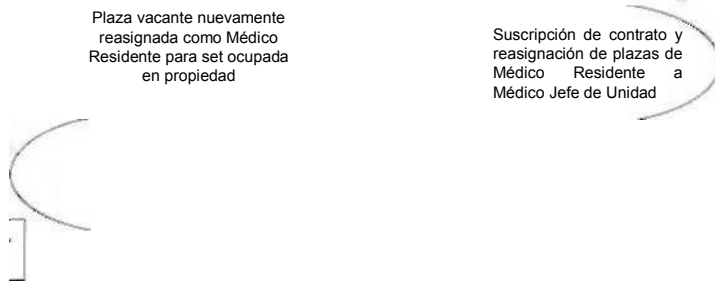 Plaza vacante nuevamente
reasignada como Médico
Residente para set ocupada
en propiedad
Suscripción de contrato y
reasignación de plazas de
Médico Residente a
Médico Jefe de Unidad